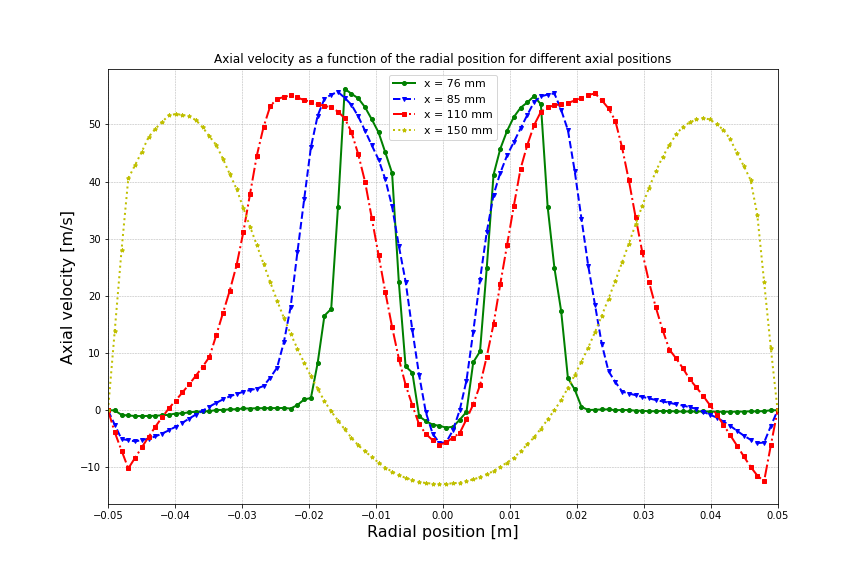 Axial velocity as a function of the radial position for different axial positions
x = 76 mm
x = 85 mm
x = 110 mm
x = 150 mm
Axial velocity [m/s]
50
40
30
20
10
0
−10
−0.05 −0.04 −0.03 −0.02 −0.01 0.00 0.01 0.02 0.03 0.04 0.05
Radial position [m]